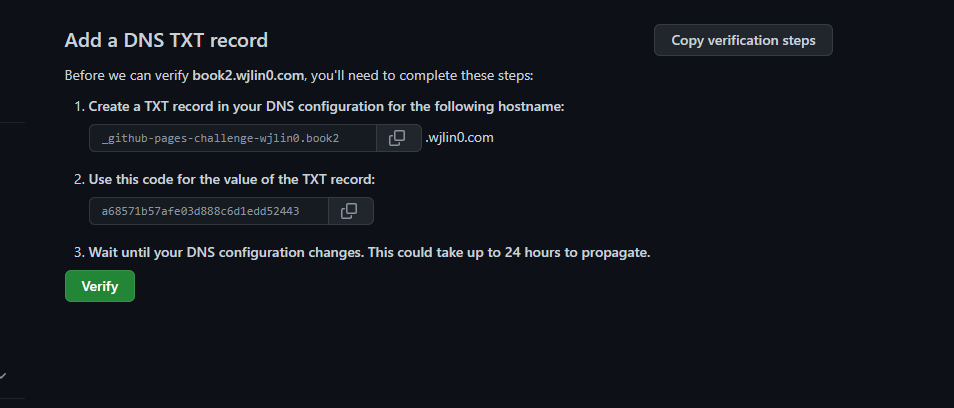 Add a DNS TXT record
Copy verification steps
Before we can verify book2.wjlin0.com, you'll need to complete these steps:
1. Create a TXT record in your DNS configuration for the following hostname:
_github-pages-challenge-wjlin0.book2 .wjlin0.com
2. Use this code for the value of the TXT record:
a68571b57afe03d888c6d1edd52443
3. Wait until your DNS configuration changes. This could take up to 24 hours to propagate.
Verify